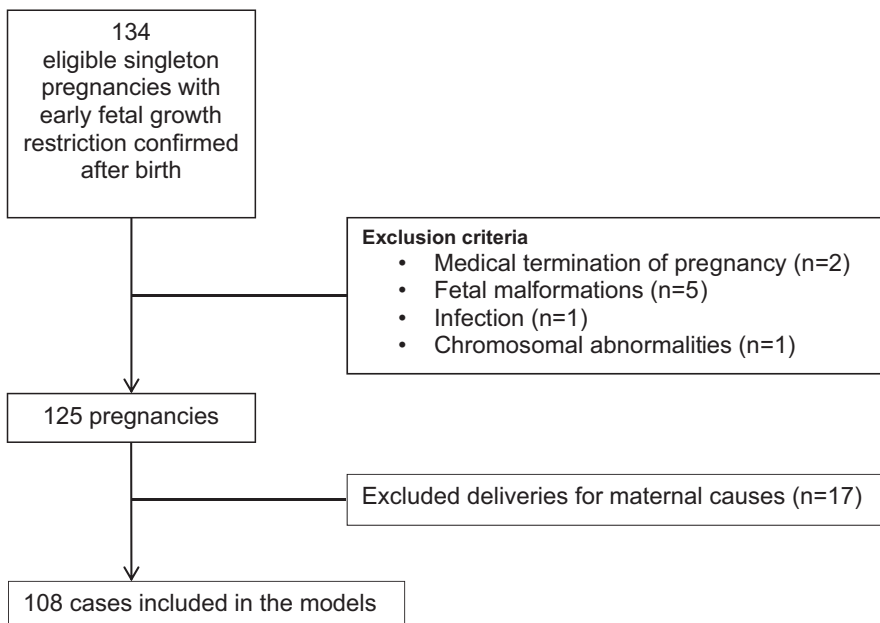 134
eligible singleton
pregnancies with
early fetal growth
restriction confirmed
after birth
Exclusion criteria
• Medical termination of pregnancy (n=2)
• Fetal malformations (n=5)
• Infection (n=1)
• Chromosomal abnormalities (n=1)
125 pregnancies
Excluded deliveries for maternal causes (n=17)
108 cases included in the models